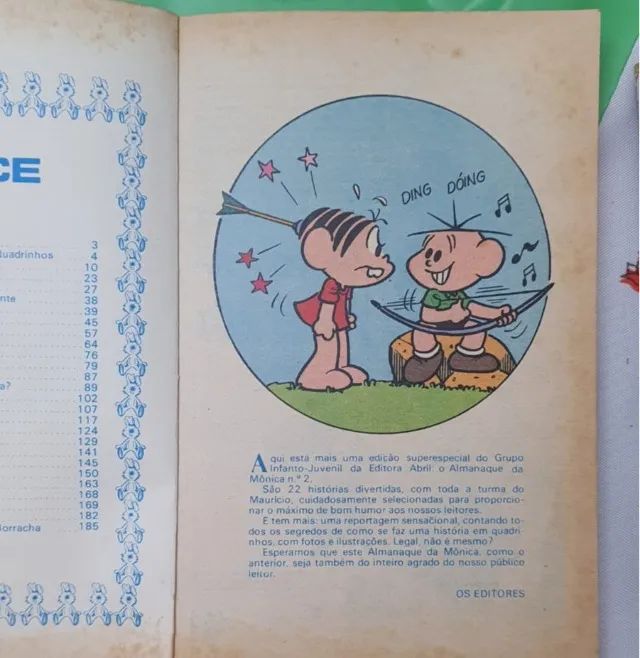 CE
3
uadrinhos 4
10
23
27
nte 38
39
45
57
64
76
79
87
a? 89
102
107
117
124
129
141
145
150
163
168
169
182
orracha 185
DING DÓING
Aqui está mais uma edição superespecial do Grupo
Infanto-Juvenil da Editora Abril: o Almanaque da
Mônica n.º 2.
São 22 histórias divertidas, com toda a turma do
Maurício, cuidadosamente selecionadas para proporcio-
nar o máximo de bom humor aos nossos leitores.
E tem mais: uma reportagem sensacional, contando to-
dos os segredos de como se faz uma história em quadri-
nhos, com fotos e ilustrações. Legal, não é mesmo?
Esperamos que este Almanaque da Mônica, como o
anterior, seja também do inteiro agrado do nosso público
leitor.
OS EDITORES